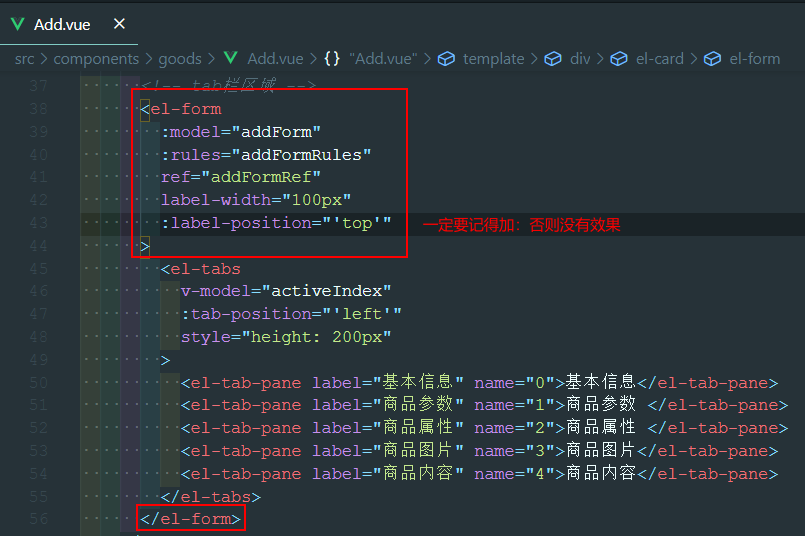 Add.vue ×
src > components > goods > Add.vue > {} "Add.vue" > template > div > el-card > el-form
37 <!-- tab栏区域 -->
38 <el-form
39 :model="addForm"
40 :rules="addFormRules"
41 ref="addFormRef"
42 label-width="100px"
43 :label-position="'top'" 一定要记得加：否则没有效果
44 >
45 <el-tabs
46 v-model="activeIndex"
47 :tab-position="'left'"
48 style="height: 200px"
49 >
50 <el-tab-pane label="基本信息" name="0">基本信息</el-tab-pane>
51 <el-tab-pane label="商品参数" name="1">商品参数 </el-tab-pane>
52 <el-tab-pane label="商品属性" name="2">商品属性 </el-tab-pane>
53 <el-tab-pane label="商品图片" name="3">商品图片</el-tab-pane>
54 <el-tab-pane label="商品内容" name="4">商品内容</el-tab-pane>
55 </el-tabs>
56 </el-form>